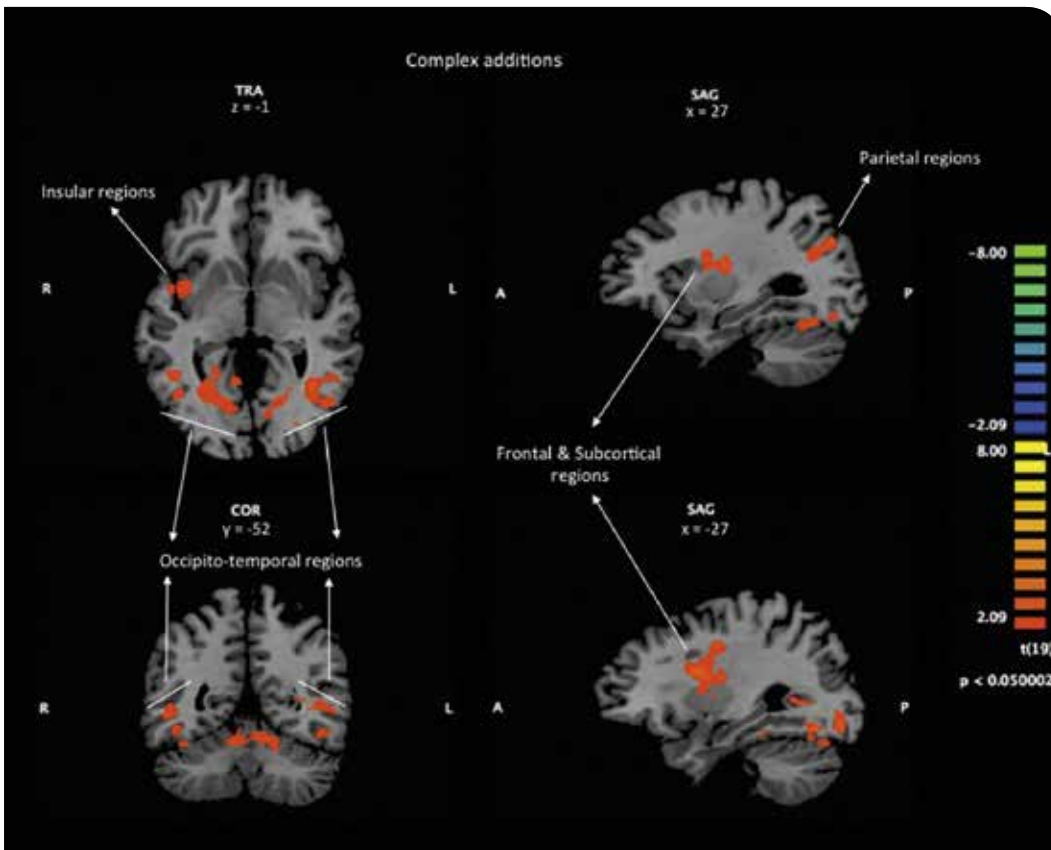 Complex additions
TRA
z = -1
SAG
x = 27
Parietal regions
Insular regions
R
L
A
P
-8.00
-2.09
8.00
2.09
t(19)
p < 0.050002
Frontal & Subcortical
regions
COR
y = -52
SAG
x = -27
Occipito-temporal regions
R
L
A
P